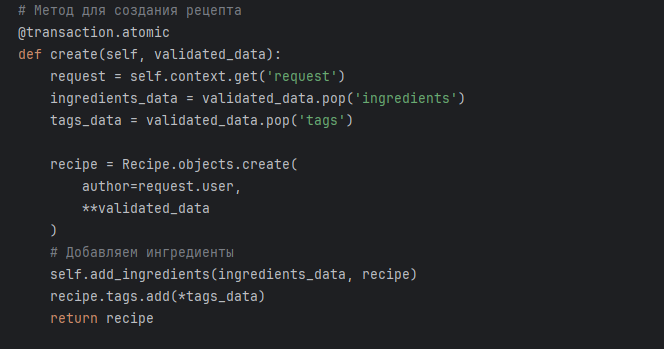 # Метод для создания рецепта
@transaction.atomic
def create(self, validated_data):
    request = self.context.get('request')
    ingredients_data = validated_data.pop('ingredients')
    tags_data = validated_data.pop('tags')

    recipe = Recipe.objects.create(
        author=request.user,
        **validated_data
    )
    # Добавляем ингредиенты
    self.add_ingredients(ingredients_data, recipe)
    recipe.tags.add(*tags_data)
    return recipe